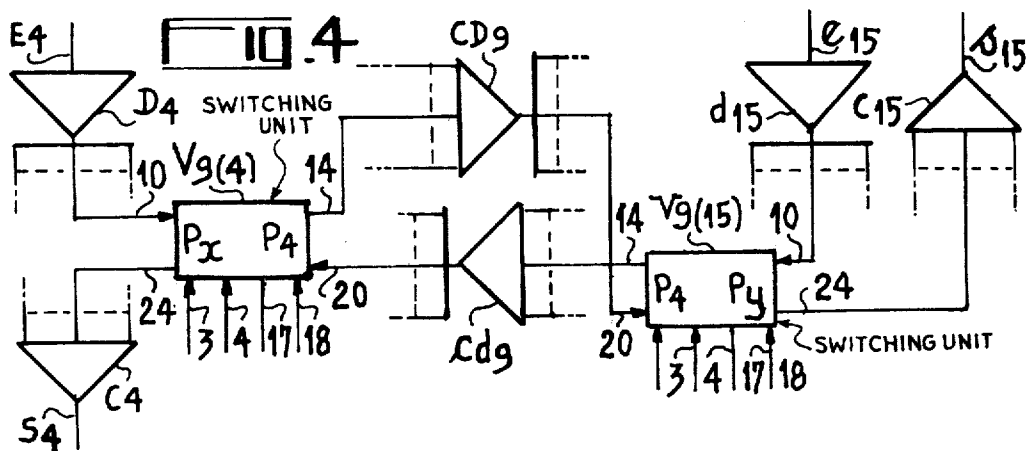 E4
FIG.4
CD9
e15
s15
D4
SWITCHING
UNIT
d15
C15
V9(4)
10
14
Px P4
V9(15)
14
10
24
20
P4 Py
24
3 4 17 18
Cd9
20
SWITCHING UNIT
C4
3 4 17 18
S4